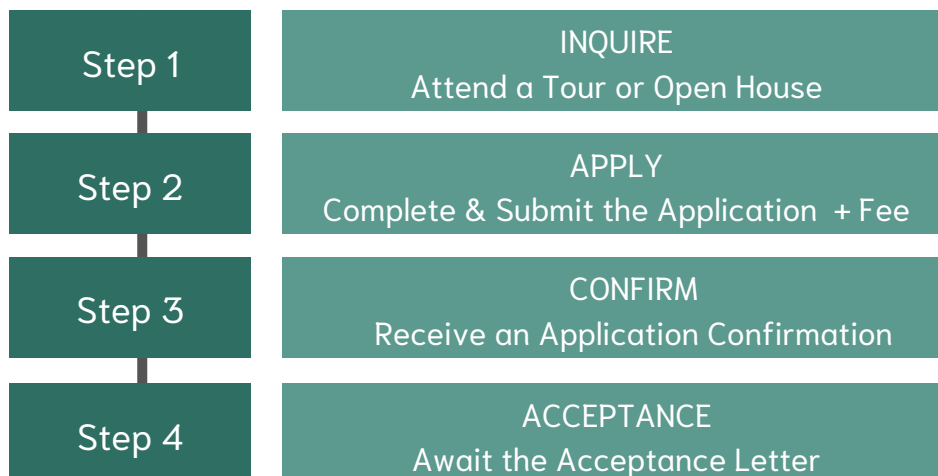 Step 1
INQUIRE
Attend a Tour or Open House
Step 2
APPLY
Complete & Submit the Application + Fee
Step 3
CONFIRM
Receive an Application Confirmation
Step 4
ACCEPTANCE
Await the Acceptance Letter